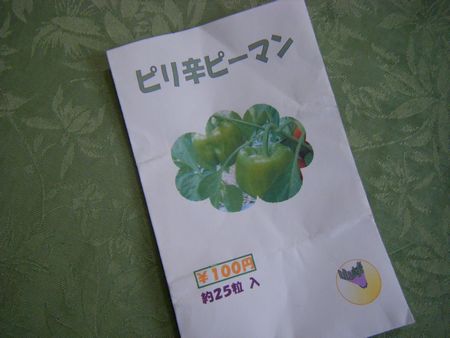 ピリ辛ピーマン
¥100円
約25粒 入